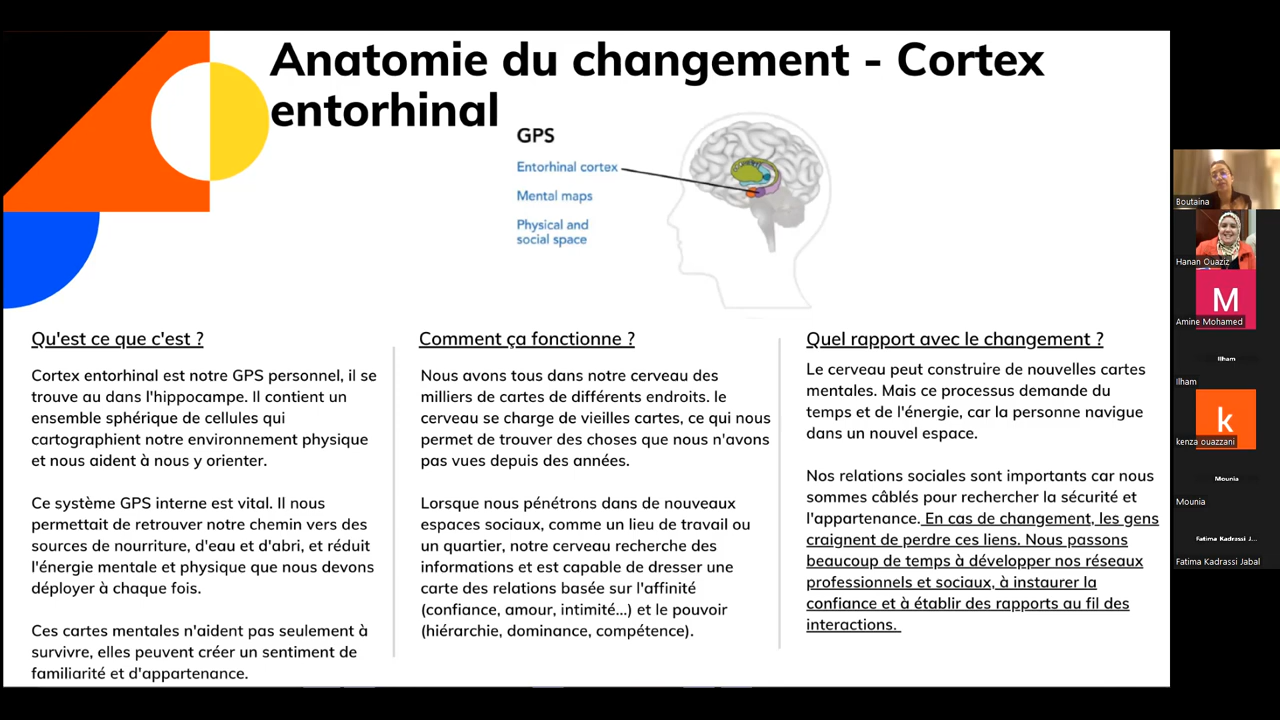 Anatomie du changement - Cortex
entorhinal
GPS
Entorhinal cortex
Mental maps
Physical and
social space
Qu'est ce que c'est ?
Cortex entorhinal est notre GPS personnel, il se
trouve au dans l'hippocampe. Il contient un
ensemble sphérique de cellules qui
cartographient notre environnement physique
et nous aident à nous y orienter.
Ce système GPS interne est vital. Il nous
permettait de retrouver notre chemin vers des
sources de nourriture, d'eau et d'abri, et réduit
l'énergie mentale et physique que nous devons
déployer à chaque fois.
Ces cartes mentales n'aident pas seulement à
survivre, elles peuvent créer un sentiment de
familiarité et d'appartenance.
Comment ça fonctionne ?
Nous avons tous dans notre cerveau des
milliers de cartes de différents endroits. le
cerveau se charge de vieilles cartes, ce qui nous
permet de trouver des choses que nous n'avons
pas vues depuis des années.
Lorsque nous pénétrons dans de nouveaux
espaces sociaux, comme un lieu de travail ou
un quartier, notre cerveau recherche des
informations et est capable de dresser une
carte des relations basée sur l'affinité
(confiance, amour, intimité...) et le pouvoir
(hiérarchie, dominance, compétence).
Quel rapport avec le changement ?
Le cerveau peut construire de nouvelles cartes
mentales. Mais ce processus demande du
temps et de l'énergie, car la personne navigue
dans un nouvel espace.
Nos relations sociales sont importants car nous
sommes câblés pour rechercher la sécurité et
l'appartenance. En cas de changement, les gens
craignent de perdre ces liens. Nous passons
beaucoup de temps à développer nos réseaux
professionnels et sociaux, à instaurer la
confiance et à établir des rapports au fil des
interactions.
Boutaina
Hanan Ouaziz
M
Amine Mohamed
Ilham
Ilham
k
kenza ouazzani
Mounia
Mounia
Fatima Kadrassi J...
Fatima Kadrassi Jabal